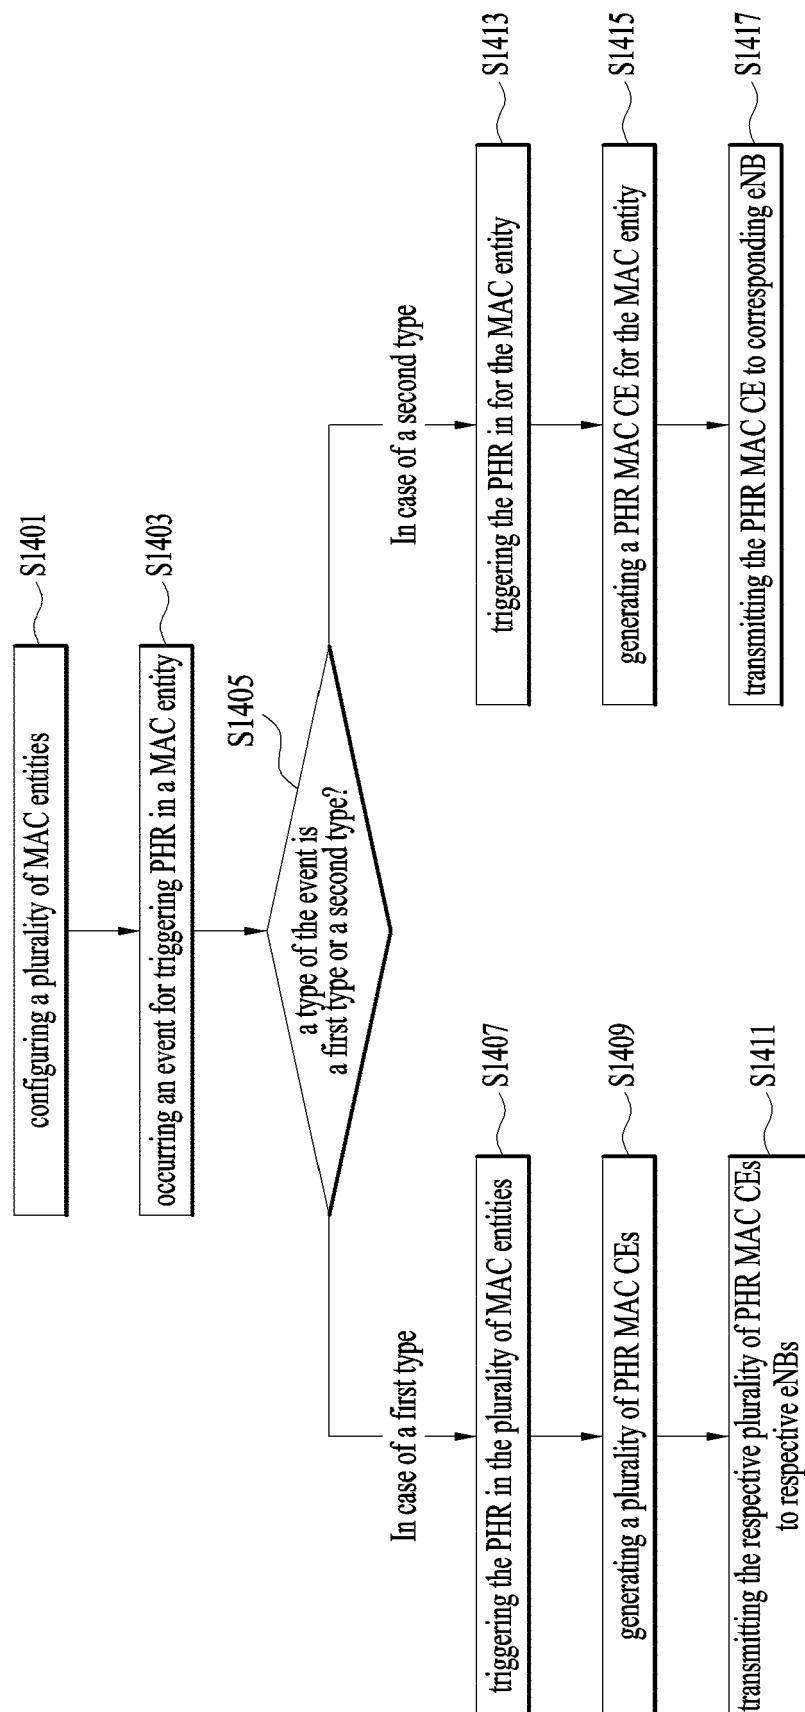 configuring a plurality of MAC entities
S1401
occurring an event for triggering PHR in a MAC entity
S1403
S1405
a type of the event is
a first type or a second type?
In case of a first type
triggering the PHR in the plurality of MAC entities
S1407
generating a plurality of PHR MAC CEs
S1409
transmitting the respective plurality of PHR MAC CEs
to respective eNBs
S1411
In case of a second type
triggering the PHR in for the MAC entity
S1413
generating a PHR MAC CE for the MAC entity
S1415
transmitting the PHR MAC CE to corresponding eNB
S1417